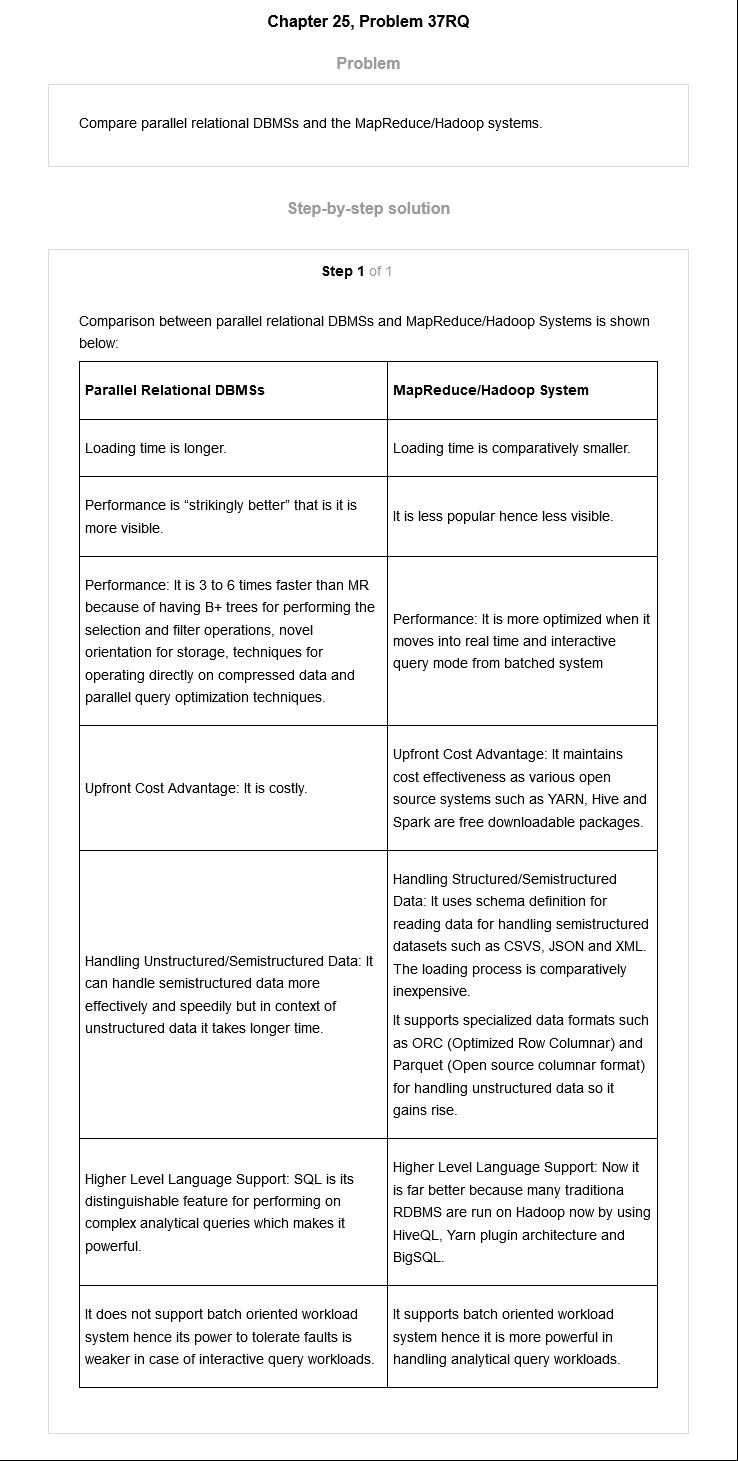 Chapter 25, Problem 37RQ
Problem
Compare parallel relational DBMSs and the MapReduce/Hadoop systems.
Step-by-step solution
Step 1 of 1
Comparison between parallel relational DBMSs and MapReduce/Hadoop Systems is shown
below:
Parallel Relational DBMSs
MapReduce/Hadoop System
Loading time is longer.
Loading time is comparatively smaller.
Performance is “strikingly better” that is it is
more visible.
It is less popular hence less visible.
Performance: It is 3 to 6 times faster than MR
because of having B+ trees for performing the
selection and filter operations, novel
orientation for storage, techniques for
operating directly on compressed data and
parallel query optimization techniques.
Performance: It is more optimized when it
moves into real time and interactive
query mode from batched system
Upfront Cost Advantage: It is costly.
Upfront Cost Advantage: It maintains
cost effectiveness as various open
source systems such as YARN, Hive and
Spark are free downloadable packages.
Handling Unstructured/Semistructured Data: It
can handle semistructured data more
effectively and speedily but in context of
unstructured data it takes longer time.
Handling Structured/Semistructured
Data: It uses schema definition for
reading data for handling semistructured
datasets such as CSVS, JSON and XML.
The loading process is comparatively
inexpensive.
It supports specialized data formats such
as ORC (Optimized Row Columnar) and
Parquet (Open source columnar format)
for handling unstructured data so it
gains rise.
Higher Level Language Support: SQL is its
distinguishable feature for performing on
complex analytical queries which makes it
powerful.
Higher Level Language Support: Now it
is far better because many traditiona
RDBMS are run on Hadoop now by using
HiveQL, Yarn plugin architecture and
BigSQL.
It does not support batch oriented workload
system hence its power to tolerate faults is
weaker in case of interactive query workloads.
It supports batch oriented workload
system hence it is more powerful in
handling analytical query workloads.